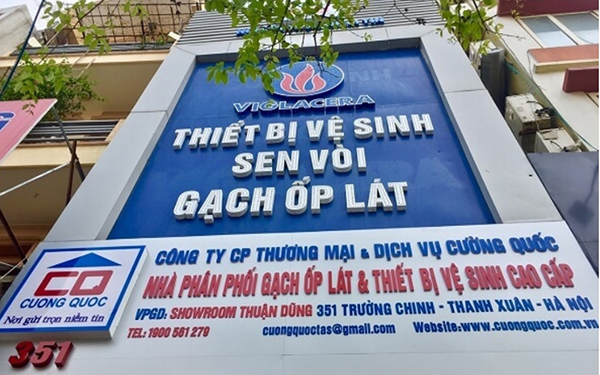 VIGLACERA
THIẾT BỊ VỆ SINH
SEN VÒI
GẠCH ỐP LÁT
CÔNG TY CP THƯƠNG MẠI & DỊCH VỤ CƯỜNG QUỐC
NHÀ PHÂN PHỐI GẠCH ỐP LÁT & THIẾT BỊ VỆ SINH CAO CẤP
VPGD: SHOWROOM THUẬN DŨNG 351 TRƯỜNG CHINH - THANH XUÂN - HÀ NỘI
TEL: 1900 561 279 cuongquoctas@gmail.com Website:www.cuongquoc.com.vn
CQ
CUONG QUOC
Nơi gửi trọn niềm tin
351